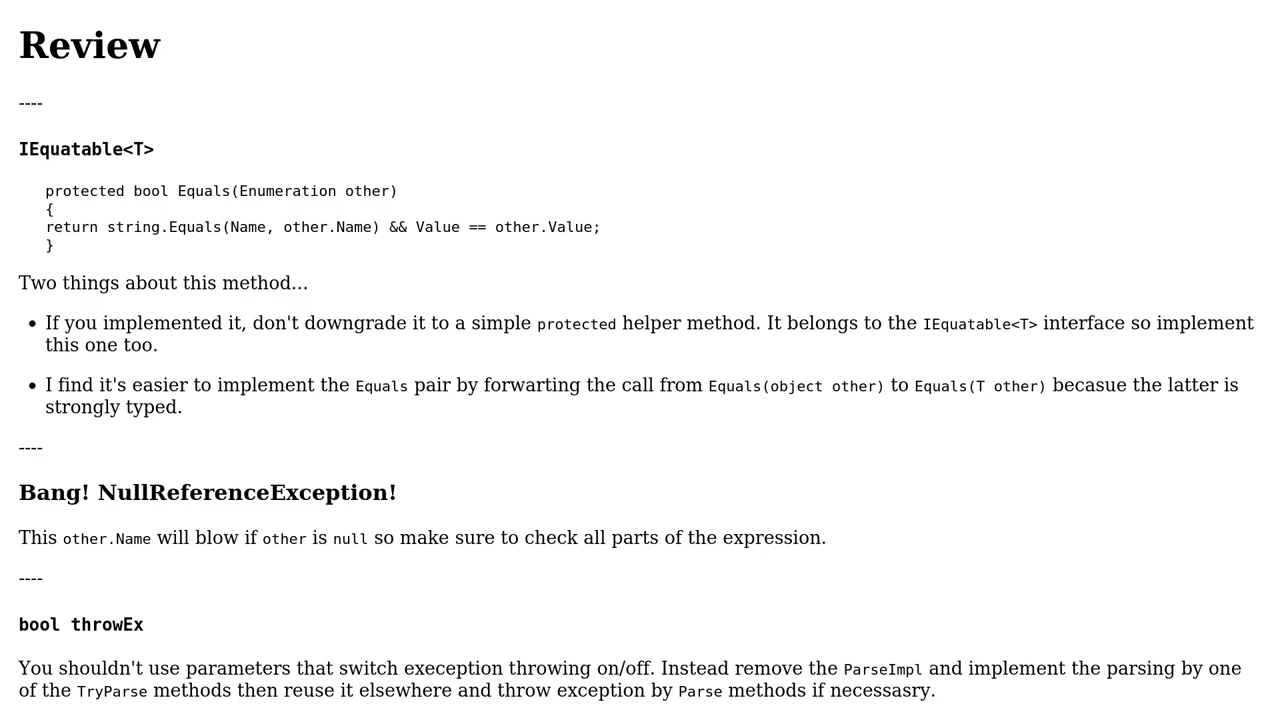 Review
----
IEquatable<T>
protected bool Equals(Enumeration other)
{
return string.Equals(Name, other.Name) && Value == other.Value;
}
Two things about this method...
• If you implemented it, don't downgrade it to a simple protected helper method. It belongs to the IEquatable<T> interface so implement
this one too.
• I find it's easier to implement the Equals pair by forwarting the call from Equals(object other) to Equals(T other) becasue the latter is
strongly typed.
----
Bang! NullReferenceException!
This other.Name will blow if other is null so make sure to check all parts of the expression.
----
bool throwEx
You shouldn't use parameters that switch exeception throwing on/off. Instead remove the ParseImpl and implement the parsing by one
of the TryParse methods then reuse it elsewhere and throw exception by Parse methods if necessasry.